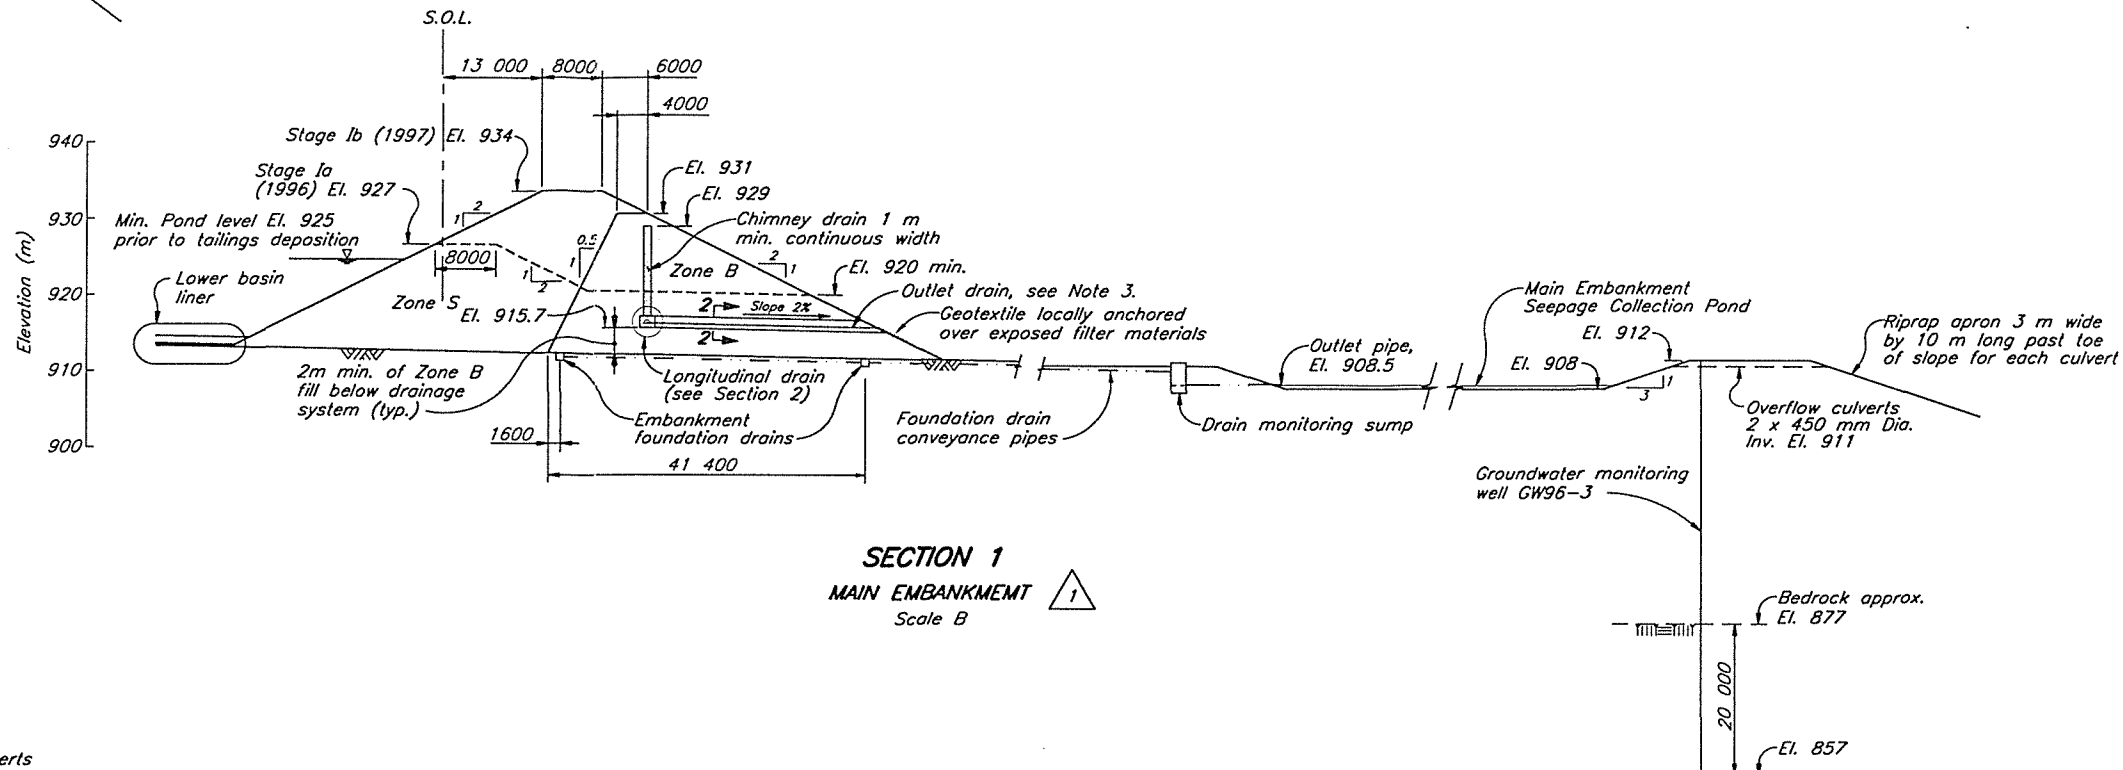 S.O.L.
13 000
8000
6000
4000
Stage Ib (1997) El. 934
Stage Ia
(1996) El. 927
Min. Pond level El. 925
prior to tailings deposition
Lower basin
liner
Elevation (m)
940
930
920
910
900
1
2
8000
Zone S
1
2
0.5
1
El. 931
El. 929
Chimney drain 1 m
min. continuous width
Zone B
2
1
El. 920 min.
Outlet drain, see Note 3.
Geotextile locally anchored
over exposed filter materials
2
Slope 2%
2
El. 915.7
2m min. of Zone B
fill below drainage
system (typ.)
Longitudinal drain
(see Section 2)
Embankment
foundation drains
1600
41 400
Foundation drain
conveyance pipes
Drain monitoring sump
Outlet pipe,
El. 908.5
Main Embankment
Seepage Collection Pond
El. 912
El. 908
1
3
Riprap apron 3 m wide
by 10 m long past toe
of slope for each culvert
Overflow culverts
2 x 450 mm Dia.
Inv. El. 911
Groundwater monitoring
well GW96-3
Bedrock approx.
El. 877
20 000
El. 857
SECTION 1
MAIN EMBANKMEMT
1
Scale B
erts